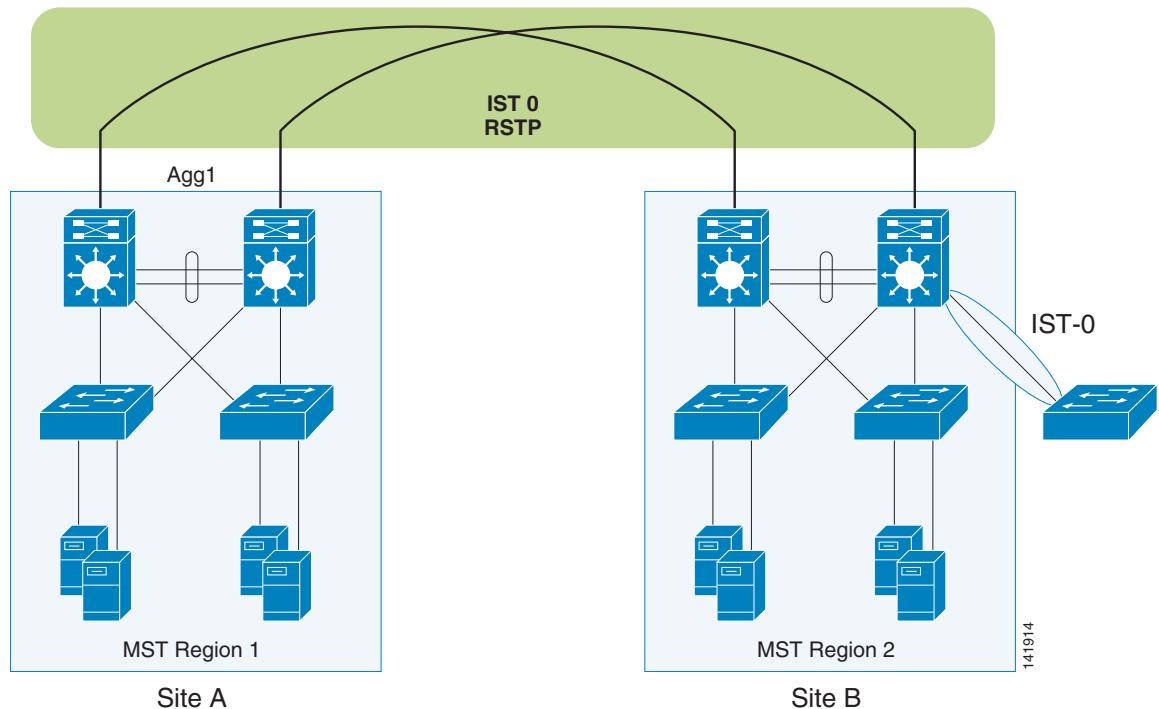 IST 0
RSTP
Agg1
IST-0
MST Region 1
MST Region 2
141914
Site A
Site B